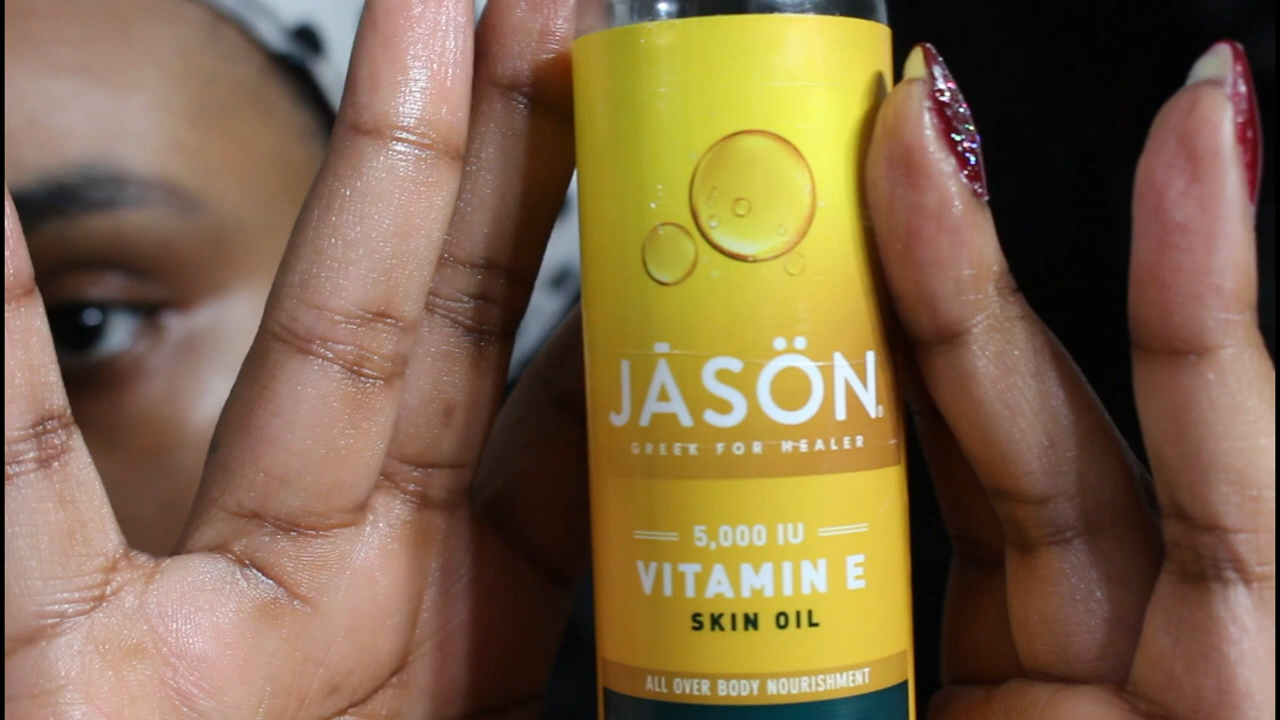 JĀSÖN®
GREEK FOR HEALER
5,000 IU
VITAMIN E
SKIN OIL
ALL OVER BODY NOURISHMENT